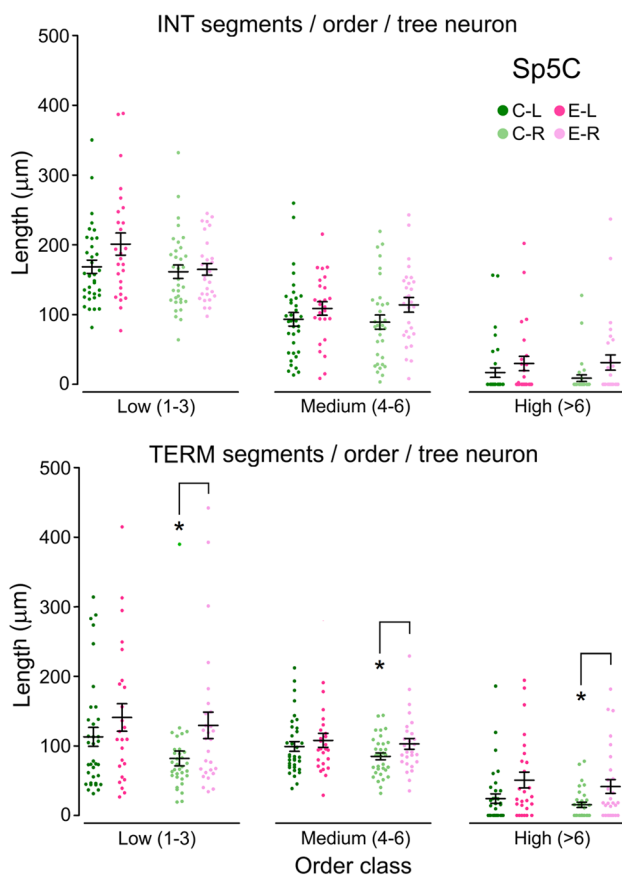 INT segments / order / tree neuron
Sp5C
C-L E-L
C-R E-R
Length (μm)
500
400
300
200
100
0
Low (1-3) Medium (4-6) High (>6)
TERM segments / order / tree neuron
Length (μm)
500
400
300
200
100
0
*
*
*
Low (1-3) Medium (4-6) High (>6)
Order class